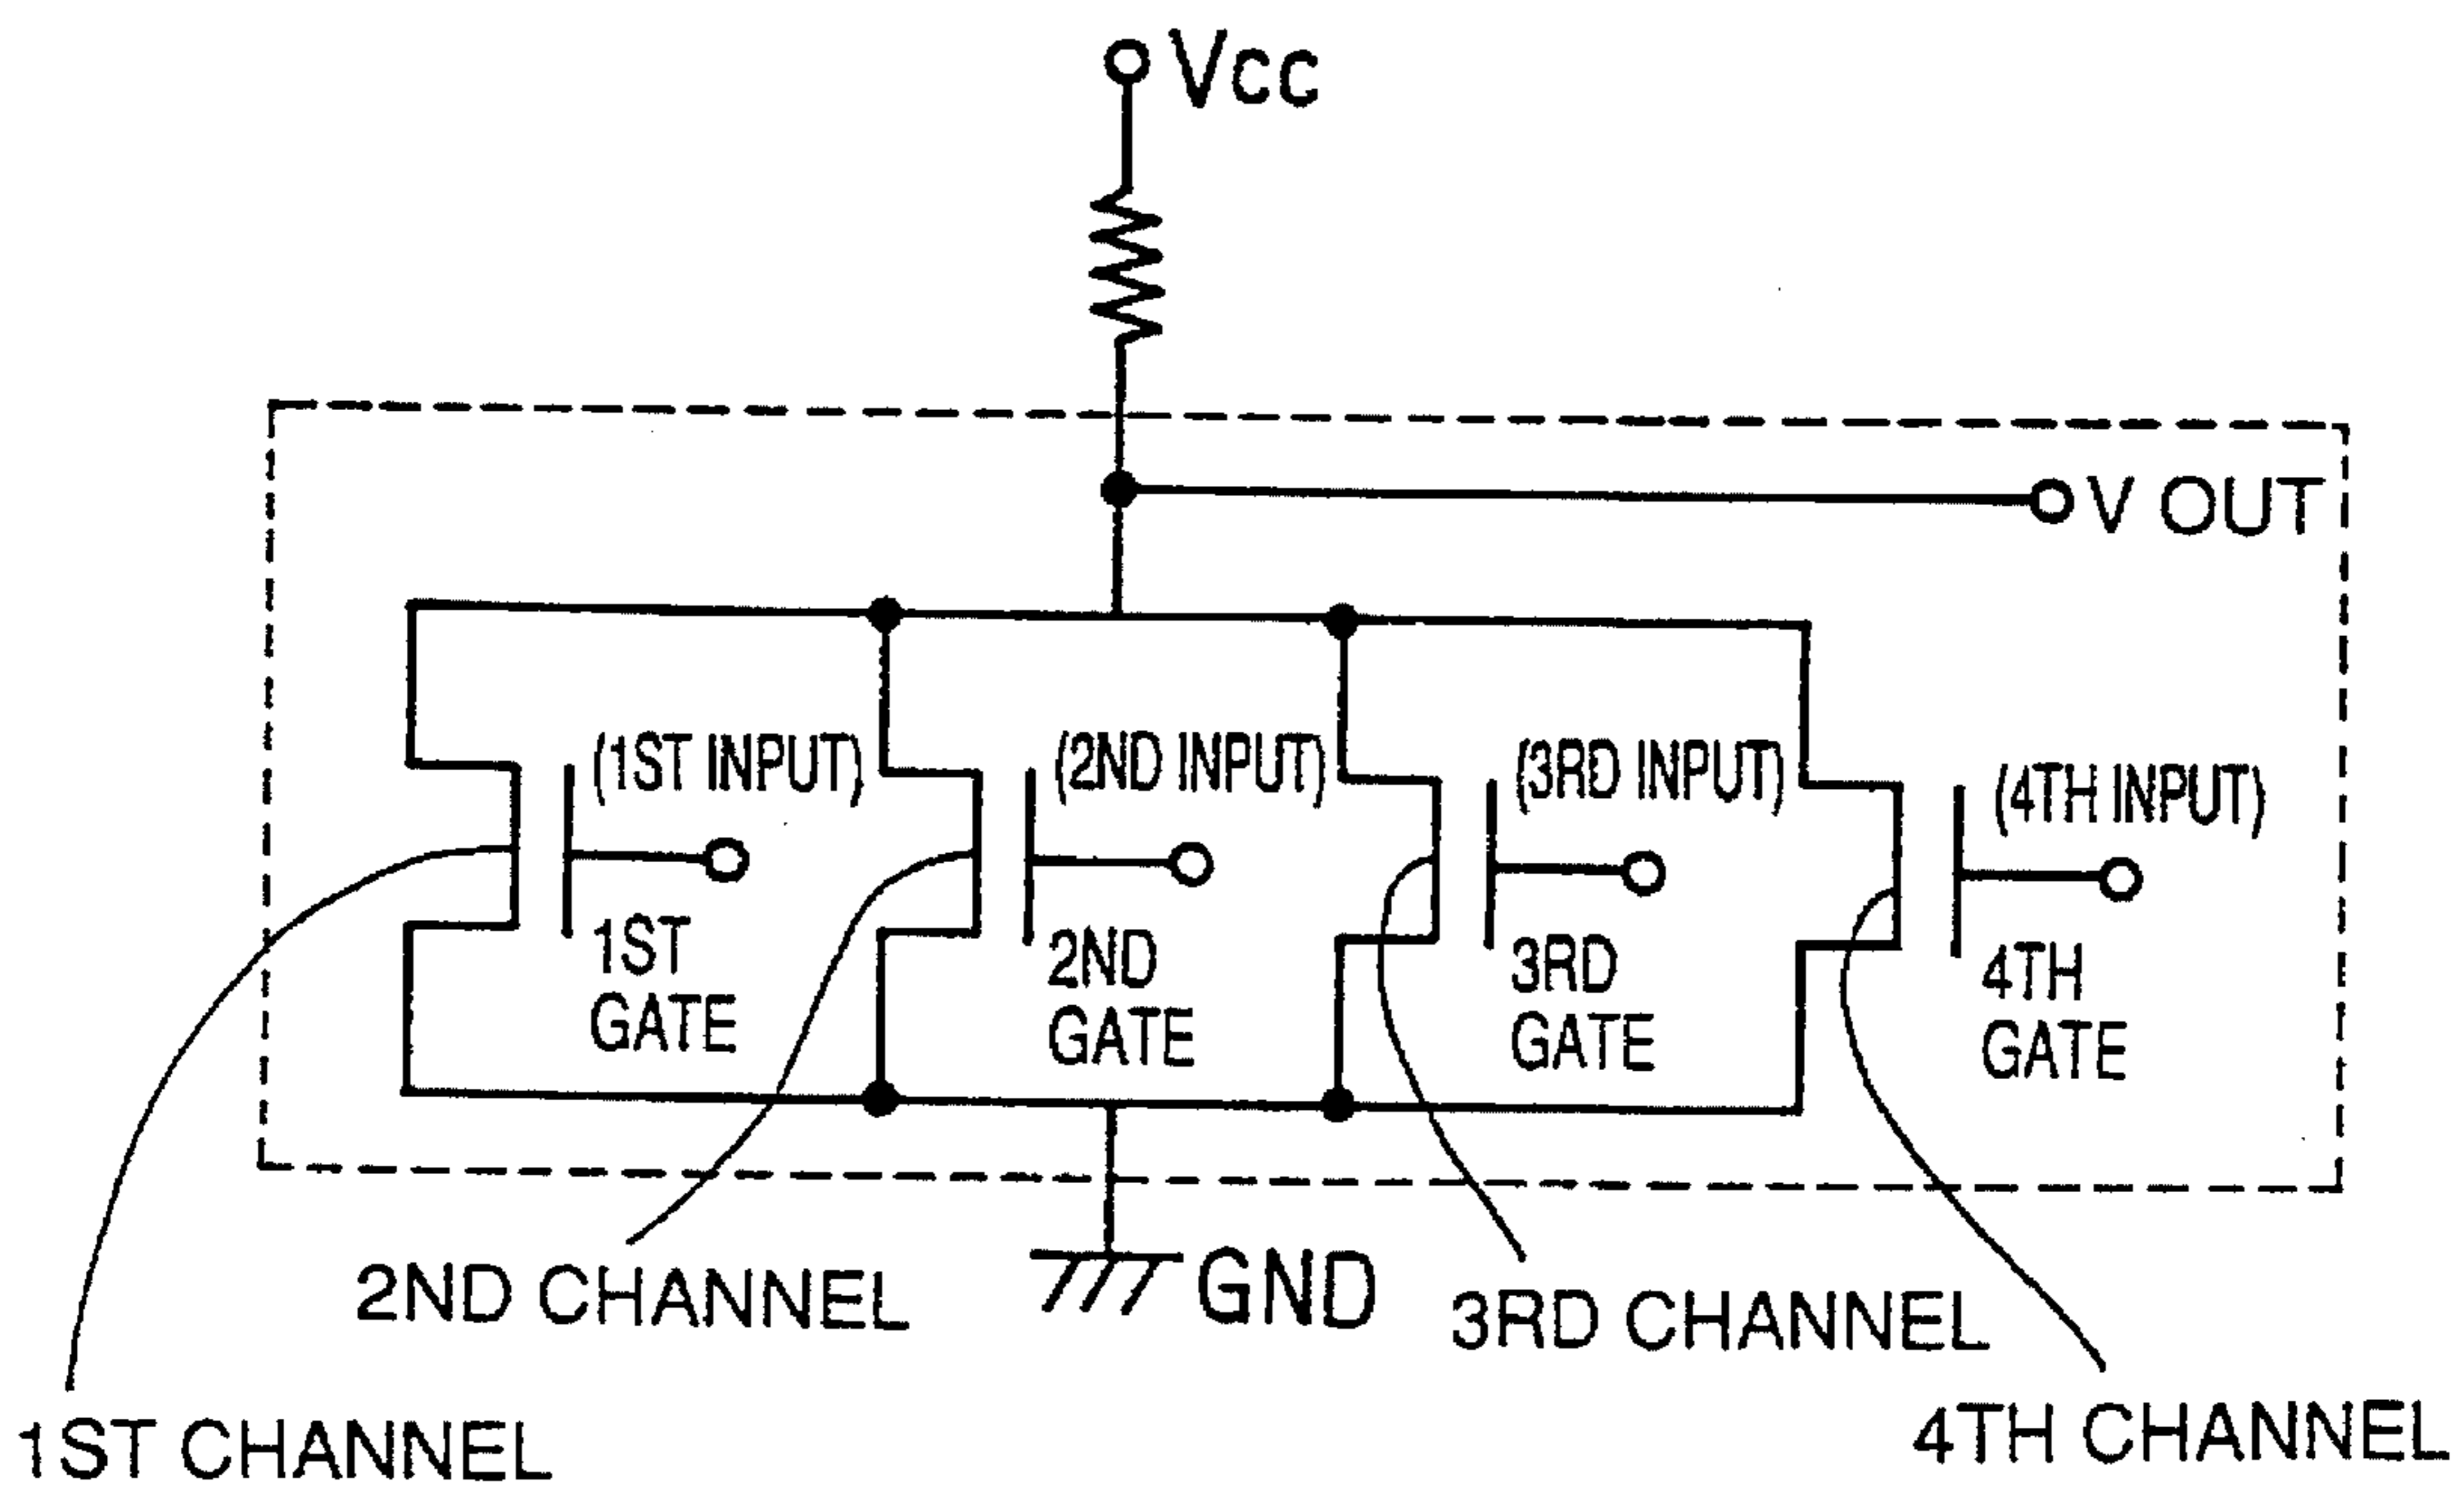 Vcc
V OUT
(1ST INPUT)
(2ND INPUT)
(3RD INPUT)
(4TH INPUT)
1ST
GATE
2ND
GATE
3RD
GATE
4TH
GATE
2ND CHANNEL
GND
3RD CHANNEL
1ST CHANNEL
4TH CHANNEL